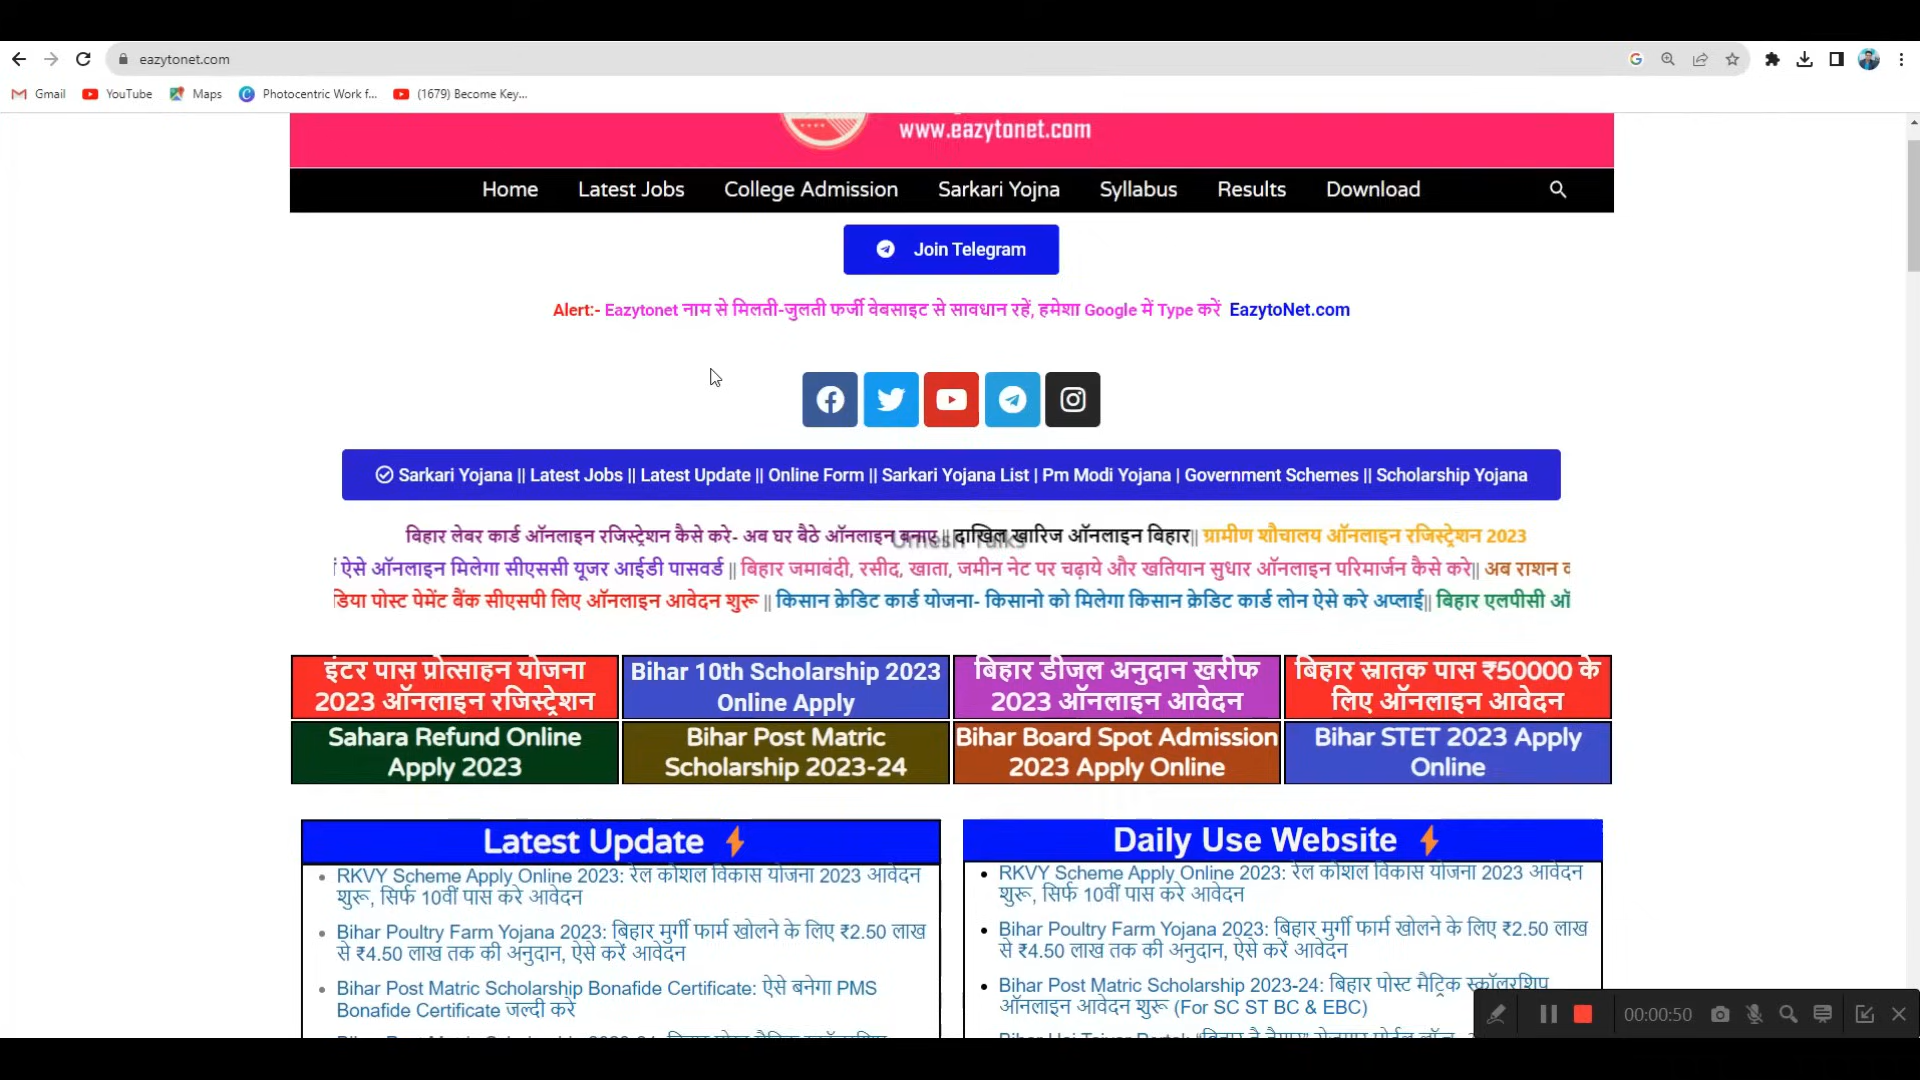 eazytonet.com
Gmail YouTube Maps Photocentric Work f... (1679) Become Key...
www.eazytonet.com
Home Latest Jobs College Admission Sarkari Yojna Syllabus Results Download
Join Telegram
Alert:- Eazytonet नाम से मिलती-जुलती फर्जी वेबसाइट से सावधान रहें, हमेशा Google में Type करें EazytoNet.com
Sarkari Yojana || Latest Jobs || Latest Update || Online Form || Sarkari Yojana List | Pm Modi Yojana | Government Schemes || Scholarship Yojana
बिहार लेबर कार्ड ऑनलाइन रजिस्ट्रेशन कैसे करे- अब घर बैठे ऑनलाइन बनाए || दाखिल खारिज ऑनलाइन बिहार|| ग्रामीण शौचालय ऑनलाइन रजिस्ट्रेशन 2023
Umesh Talks
ऐसे ऑनलाइन मिलेगा सीएससी यूजर आईडी पासवर्ड || बिहार जमाबंदी, रसीद, खाता, जमीन नेट पर चढ़ाये और खतियान सुधार ऑनलाइन परिमार्जन कैसे करे|| अब राशन
डिया पोस्ट पेमेंट बैंक सीएसपी लिए ऑनलाइन आवेदन शुरू || किसान क्रेडिट कार्ड योजना- किसानो को मिलेगा किसान क्रेडिट कार्ड लोन ऐसे करे अप्लाई|| बिहार एलपीसी
इंटर पास प्रोत्साहन योजना 2023 ऑनलाइन रजिस्ट्रेशन
Bihar 10th Scholarship 2023 Online Apply
बिहार डीजल अनुदान खरीफ 2023 ऑनलाइन आवेदन
बिहार स्नातक पास ₹50000 के लिए ऑनलाइन आवेदन
Sahara Refund Online Apply 2023
Bihar Post Matric Scholarship 2023-24
Bihar Board Spot Admission 2023 Apply Online
Bihar STET 2023 Apply Online
Latest Update
RKVY Scheme Apply Online 2023: रेल कौशल विकास योजना 2023 आवेदन
शुरू, सिर्फ 10वीं पास करे आवेदन
Bihar Poultry Farm Yojana 2023: बिहार मुर्गी फार्म खोलने के लिए ₹2.50 लाख
से ₹4.50 लाख तक की अनुदान, ऐसे करें आवेदन
Bihar Post Matric Scholarship Bonafide Certificate: ऐसे बनेगा PMS
Bonafide Certificate जल्दी करें
Daily Use Website
RKVY Scheme Apply Online 2023: रेल कौशल विकास योजना 2023 आवेदन
शुरू, सिर्फ 10वीं पास करे आवेदन
Bihar Poultry Farm Yojana 2023: बिहार मुर्गी फार्म खोलने के लिए ₹2.50 लाख
से ₹4.50 लाख तक की अनुदान, ऐसे करें आवेदन
Bihar Post Matric Scholarship 2023-24: बिहार पोस्ट मैट्रिक स्कॉलरशिप
ऑनलाइन आवेदन शुरू (For SC ST BC & EBC)
00:00:50